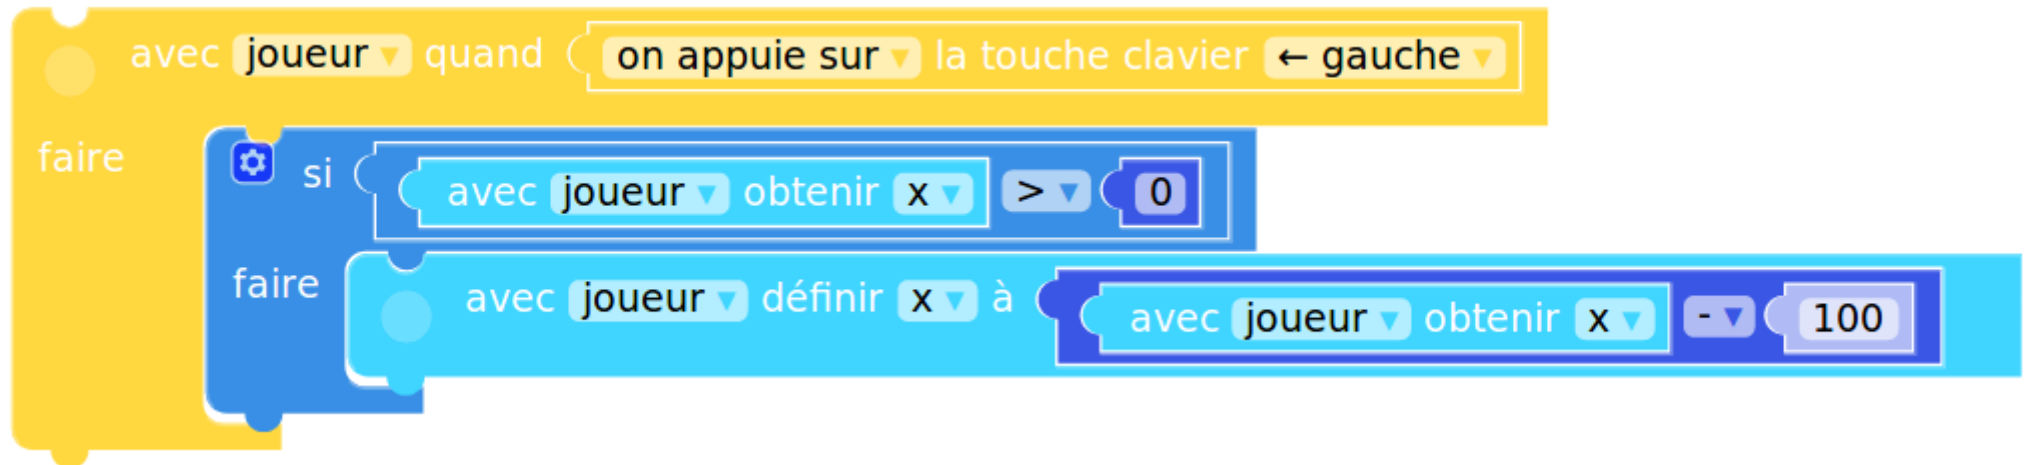 avec joueur ▾ quand on appuie sur ▾ la touche clavier ← gauche ▾
faire si avec joueur ▾ obtenir x ▾ > ▾ 0
faire avec joueur ▾ définir x ▾ à avec joueur ▾ obtenir x ▾ - ▾ 100